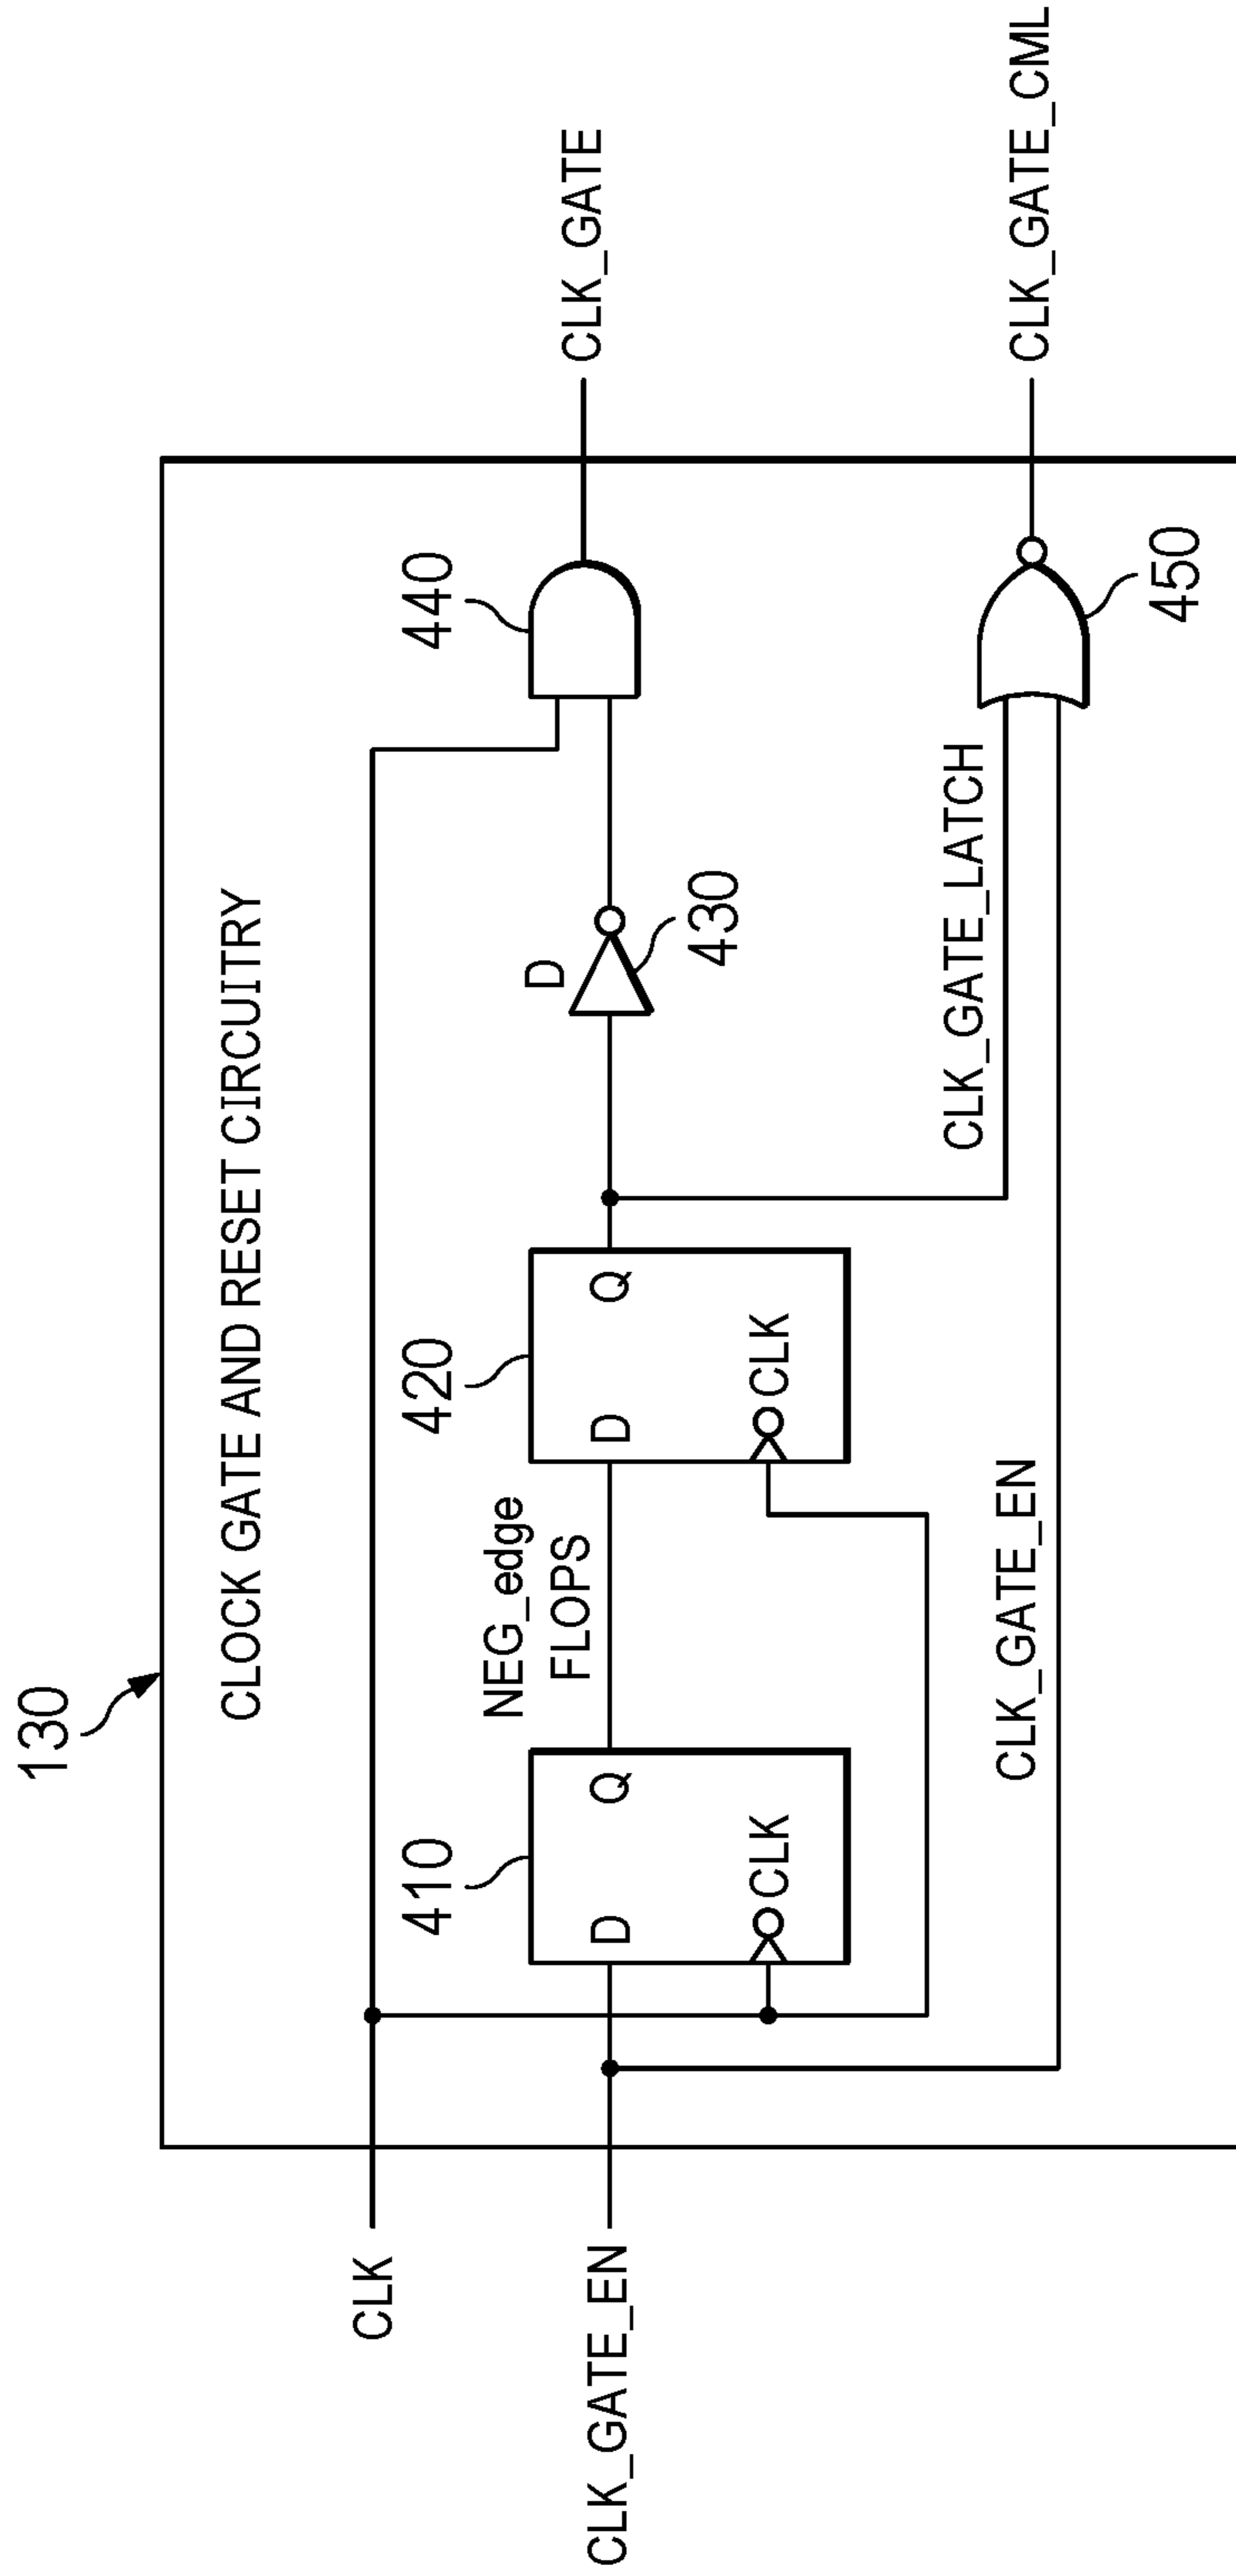 130
CLOCK GATE AND RESET CIRCUITRY
CLK
CLK_GATE_EN
410
D
Q
CLK
NEG_edge
FLOPS
420
D
Q
CLK
D
430
440
CLK_GATE
CLK_GATE_EN
CLK_GATE_LATCH
450
CLK_GATE_CML